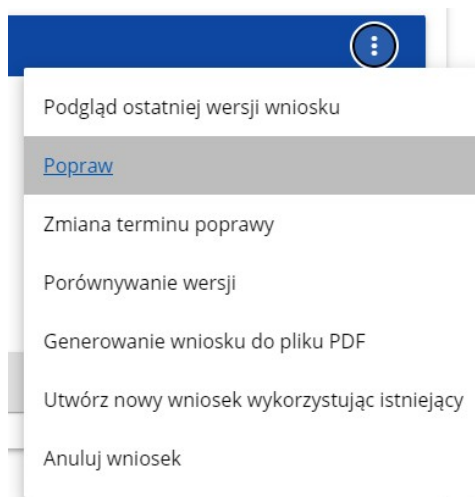 Podgląd ostatniej wersji wniosku
Popraw
Zmiana terminu poprawy
Porównywanie wersji
Generowanie wniosku do pliku PDF
Utwórz nowy wniosek wykorzystując istniejący
Anuluj wniosek